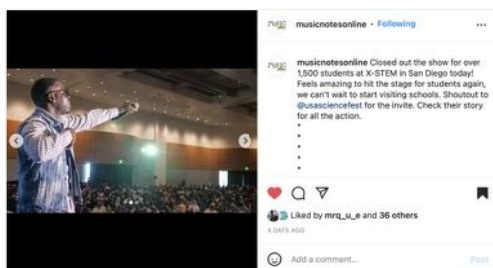 musicnotesonline • Following
musicnotesonline Closed out the show for over
1,500 students at X-STEM in San Diego today!
Feels amazing to hit the stage for students again,
we can't wait to start visiting schools. Shoutout to
@usasciencefest for the invite. Check their story
for all the action.
•
•
•
•
•
Liked by mrq_u_e and 36 others
4 DAYS AGO
Add a comment...
Post